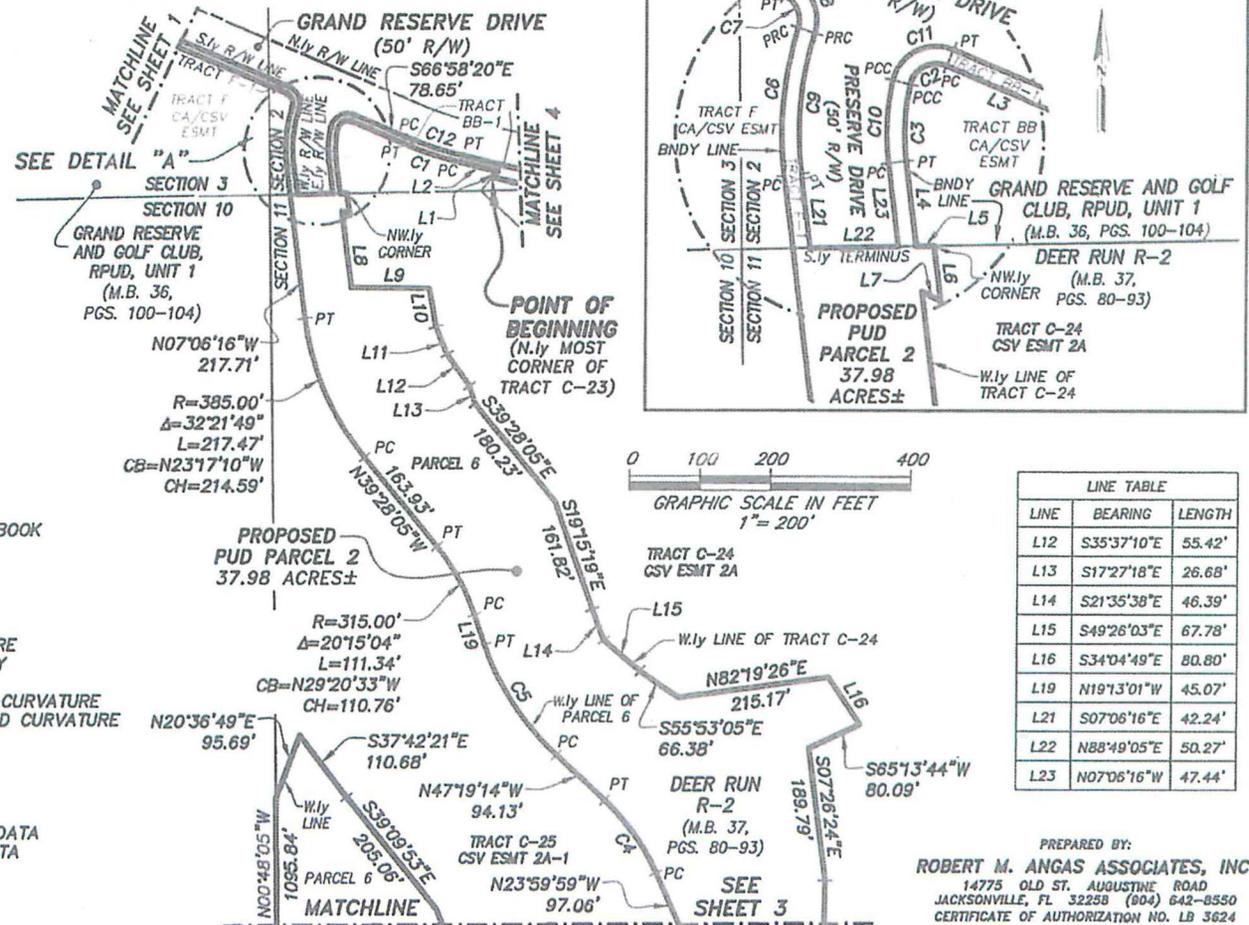 GRAND RESERVE DRIVE
(50' R/W)
MATCHLINE
SEE SHEET 1
S.ly R/W LINE
N.ly R/W LINE
S66°58'20"E
78.65'
TRACT F
CA/CSV
ESMT
TRACT
BB-1
PC
C12
PT
PT
C1
PC
L2
L1
MATCHLINE
SEE SHEET 4
W.ly R/W LINE
E.ly R/W LINE
SECTION 2
SEE DETAIL "A"
SECTION 3
SECTION 10
SECTION 11
GRAND RESERVE
AND GOLF CLUB,
RPUD, UNIT 1
(M.B. 36,
PGS. 100-104)
NW.ly
CORNER
L8
L9
L10
POINT OF
BEGINNING
(N.ly MOST
CORNER OF
TRACT C-23)
PT
N07°06'16"W
217.71'
L11
L12
L13
R=385.00'
Δ=32°21'49"
L=217.47'
CB=N23°17'10"W
CH=214.59'
S39°28'05"E
180.23'
PC
PARCEL 6
163.93'
N39°28'05"W
PT
BOOK
PROPOSED
PUD PARCEL 2
37.98 ACRES±
S19°15'19"E
161.82'
TRACT C-24
CSV ESMT 2A
R=315.00'
Δ=20°15'04"
L=111.34'
CB=N29°20'33"W
CH=110.76'
PC
L19
PT
L14
L15
W.ly LINE OF TRACT C-24
C5
W.ly LINE OF
PARCEL 6
N82°19'26"E
215.17'
L16
S55°53'05"E
66.38'
S65°13'44"W
80.09'
CURVATURE
D CURVATURE
N20°36'49"E
95.69'
S37°42'21"E
110.68'
PC
N47°19'14"W
94.13'
PT
DEER RUN
R-2
(M.B. 37,
PGS. 80-93)
S07°26'24"E
189.79'
W.ly
LINE
S39°09'53"E
205.06'
N00°48'05"W
1095.84'
PARCEL 6
MATCHLINE
TRACT C-25
CSV ESMT 2A-1
C4
N23°59'59"W
97.06'
PC
SEE
SHEET 3
DATA
TA
C7
PT
PRC
PRC
R/W)
DRIVE
C11
PT
PCC
C2
PC
PCC
TRACT BB-1
L3
C8
C9
PRESERVE DRIVE
(50' R/W)
C10
C3
TRACT F
CA/CSV ESMT
BNDY LINE
TRACT BB
CA/CSV
ESMT
PC
PT
L21
PC
L23
PT
L4
BNDY
LINE
L5
GRAND RESERVE AND GOLF
CLUB, RPUD, UNIT 1
(M.B. 36, PGS. 100-104)
SECTION 3
SECTION 2
L22
S.ly TERMINUS
SECTION 10
SECTION 11
L7
L6
NW.ly
CORNER
DEER RUN R-2
(M.B. 37,
PGS. 80-93)
PROPOSED
PUD
PARCEL 2
37.98
ACRES±
TRACT C-24
CSV ESMT 2A
W.ly LINE OF
TRACT C-24
0 100 200 400
GRAPHIC SCALE IN FEET
1"= 200'
LINE TABLE
LINE BEARING LENGTH
L12 S35°37'10"E 55.42'
L13 S17°27'18"E 26.68'
L14 S21°35'38"E 46.39'
L15 S49°26'03"E 67.78'
L16 S34°04'49"E 80.80'
L19 N19°13'01"W 45.07'
L21 S07°06'16"E 42.24'
L22 N88°49'05"E 50.27'
L23 N07°06'16"W 47.44'
PREPARED BY:
ROBERT M. ANGAS ASSOCIATES, INC
14775 OLD ST. AUGUSTINE ROAD
JACKSONVILLE, FL 32258 (904) 642-8550
CERTIFICATE OF AUTHORIZATION NO. LB 3624